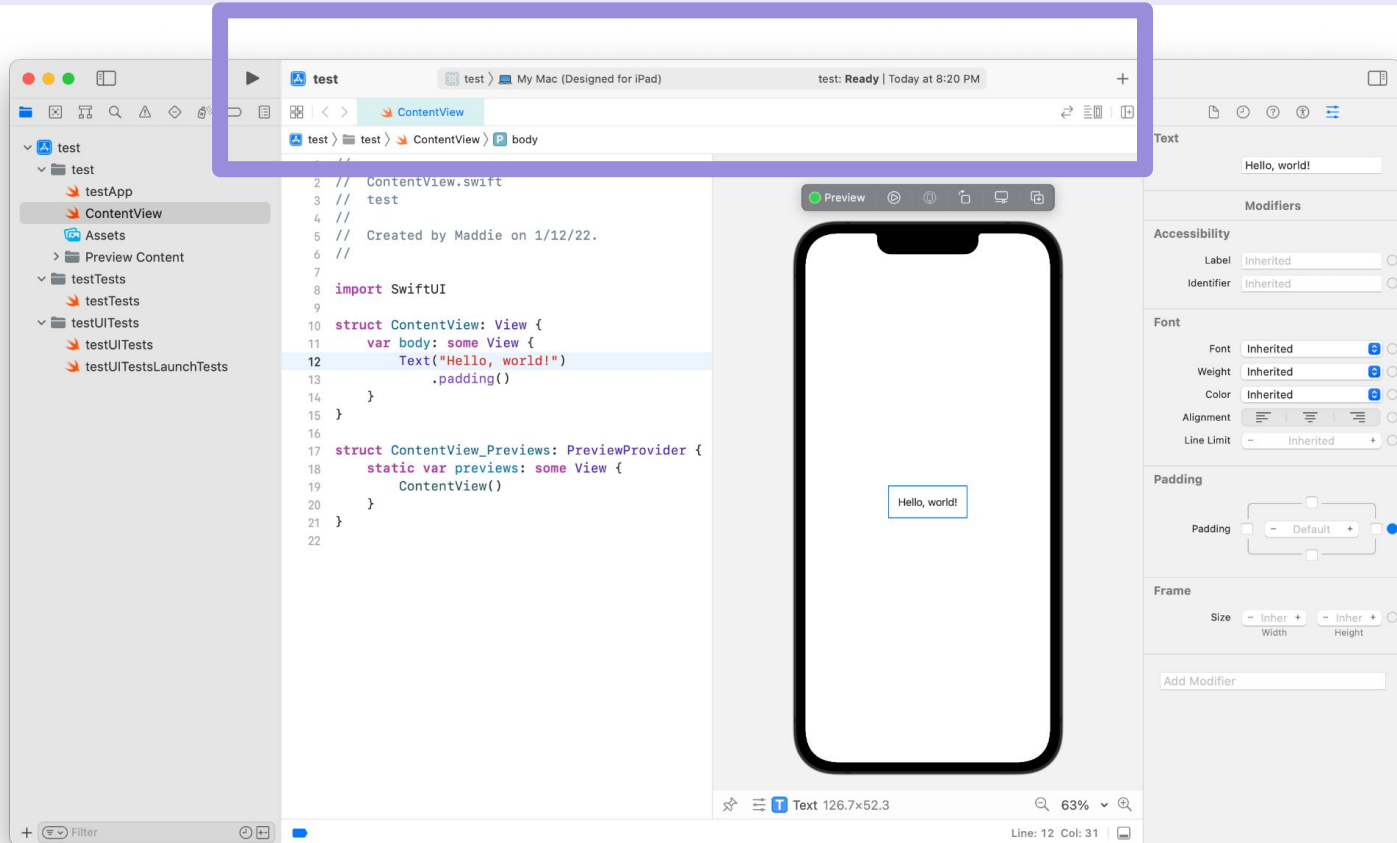 test
test 〉 My Mac (Designed for iPad)
test: Ready | Today at 8:20 PM
ContentView
test 〉 test 〉 ContentView 〉 P body
test
test
testApp
ContentView
Assets
Preview Content
testTests
testTests
testUITests
testUITests
testUITestsLaunchTests
Filter
2 // ContentView.swift
3 // test
4 //
5 // Created by Maddie on 1/12/22.
6 //
7
8 import SwiftUI
9
10 struct ContentView: View {
11 var body: some View {
12 Text("Hello, world!")
13 .padding()
14 }
15 }
16
17 struct ContentView_Previews: PreviewProvider {
18 static var previews: some View {
19 ContentView()
20 }
21 }
22
Preview
Hello, world!
T Text 126.7×52.3
63%
Line: 12 Col: 31
Text
Hello, world!
Modifiers
Accessibility
Label Inherited
Identifier Inherited
Font
Font Inherited
Weight Inherited
Color Inherited
Alignment
Line Limit - Inherited +
Padding
Padding - Default +
Frame
Size - Inher + - Inher +
Width Height
Add Modifier